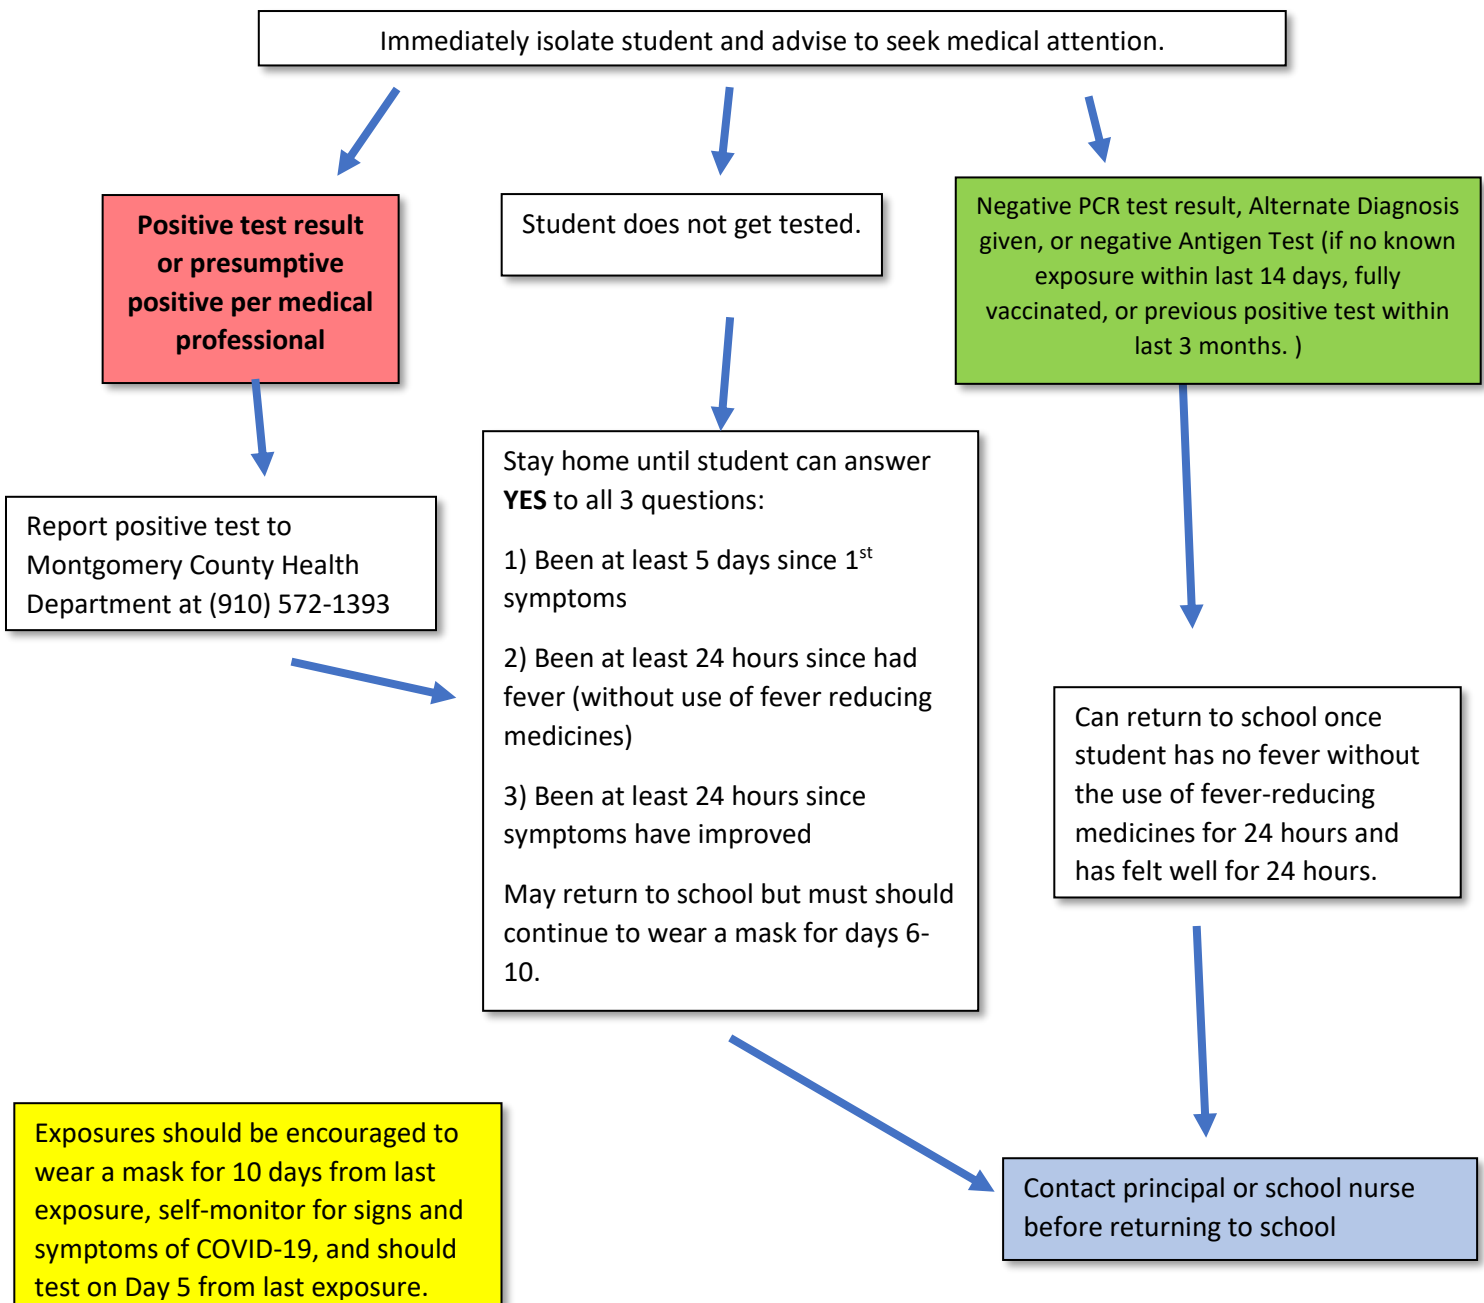 Immediately isolate student and advise to seek medical attention.
Positive test result
or presumptive
positive per medical
professional
Student does not get tested.
Negative PCR test result, Alternate Diagnosis
given, or negative Antigen Test (if no known
exposure within last 14 days, fully
vaccinated, or previous positive test within
last 3 months. )
Report positive test to
Montgomery County Health
Department at (910) 572-1393
Stay home until student can answer
YES to all 3 questions:
1) Been at least 5 days since 1st
symptoms
2) Been at least 24 hours since had
fever (without use of fever reducing
medicines)
3) Been at least 24 hours since
symptoms have improved
May return to school but must should
continue to wear a mask for days 6-
10.
Can return to school once
student has no fever without
the use of fever-reducing
medicines for 24 hours and
has felt well for 24 hours.
Exposures should be encouraged to
wear a mask for 10 days from last
exposure, self-monitor for signs and
symptoms of COVID-19, and should
test on Day 5 from last exposure.
Contact principal or school nurse
before returning to school